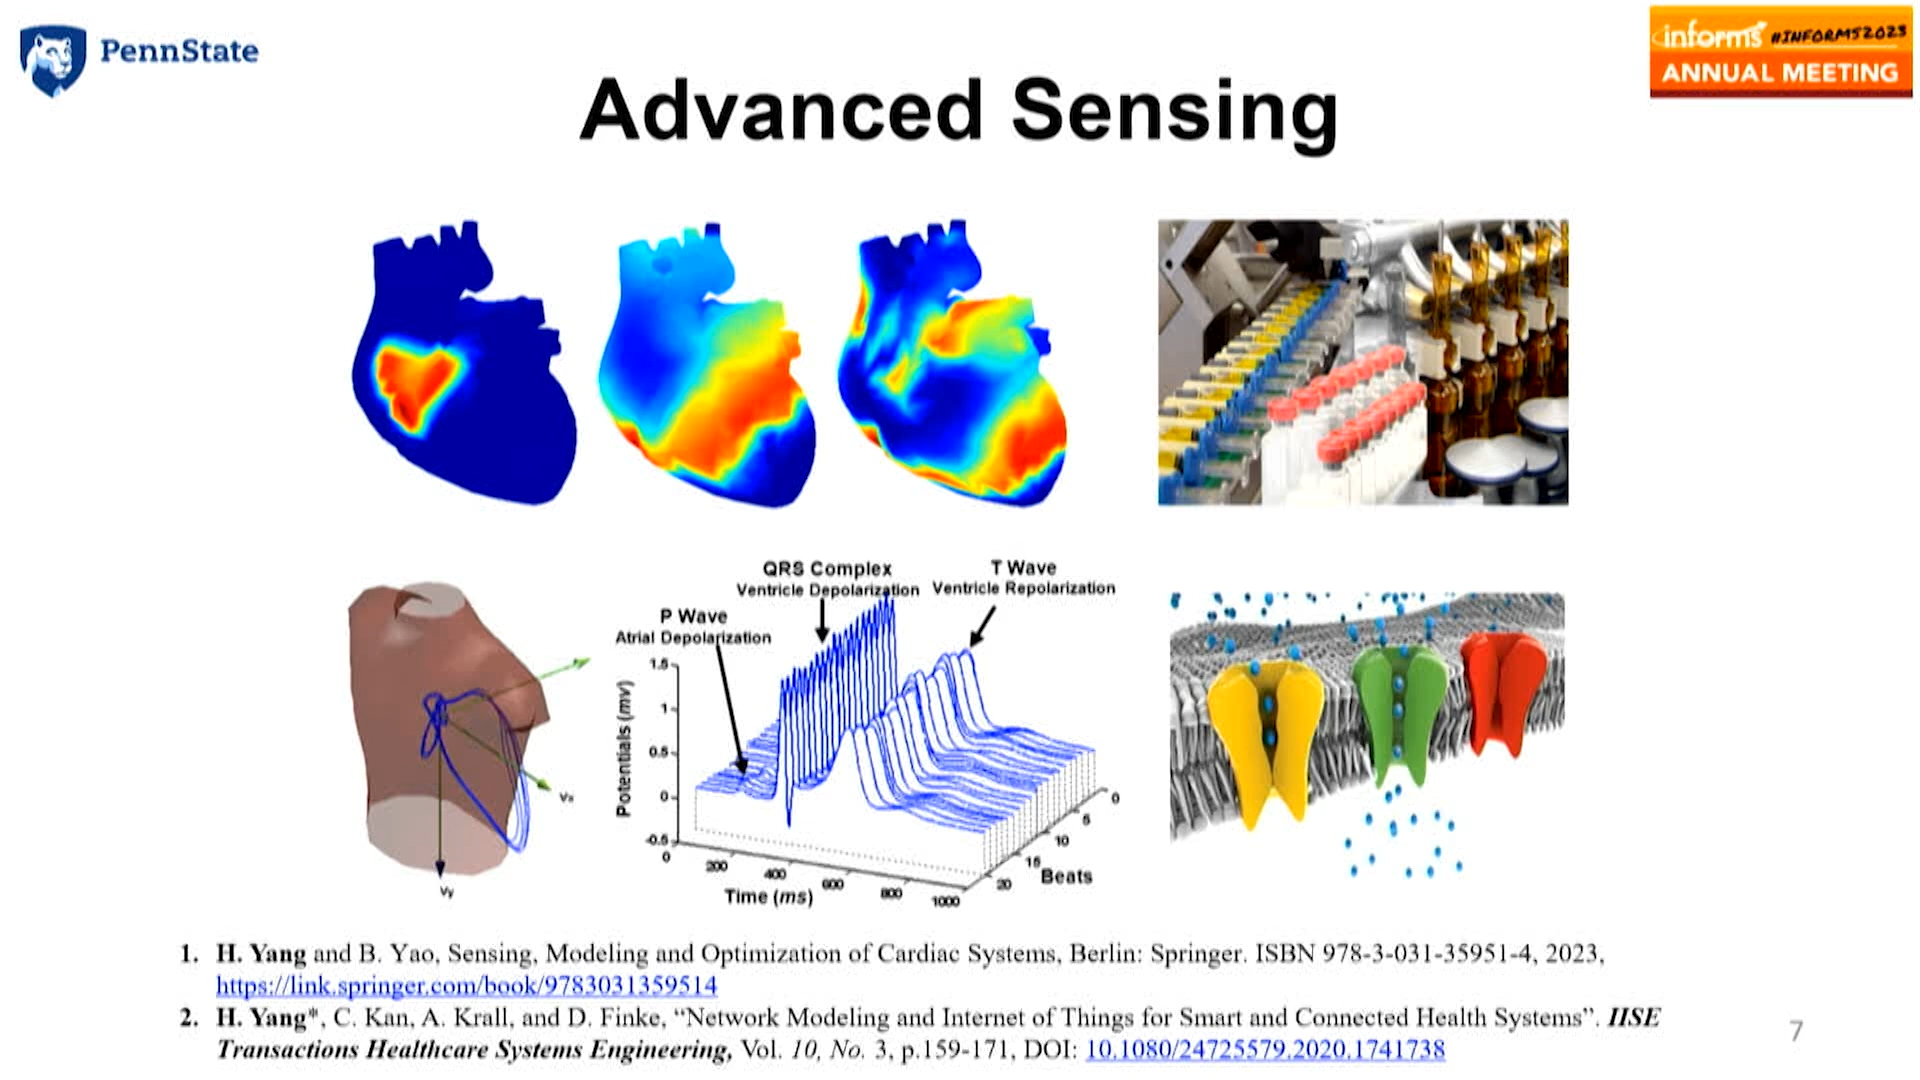 PennState
informs #INFORMS2023
ANNUAL MEETING
Advanced Sensing
QRS Complex
Ventricle Depolarization
T Wave
Ventricle Repolarization
P Wave
Atrial Depolarization
Potentials (mv)
1.5
1
0.5
0
-0.5
0
200
400
600
800
1000
Time (ms)
0
5
10
15
20
Beats
Vx
Vy
1. H. Yang and B. Yao, Sensing, Modeling and Optimization of Cardiac Systems, Berlin: Springer. ISBN 978-3-031-35951-4, 2023,
https://link.springer.com/book/9783031359514
2. H. Yang*, C. Kan, A. Krall, and D. Finke, “Network Modeling and Internet of Things for Smart and Connected Health Systems”. IISE
Transactions Healthcare Systems Engineering, Vol. 10, No. 3, p.159-171, DOI: 10.1080/24725579.2020.1741738
7